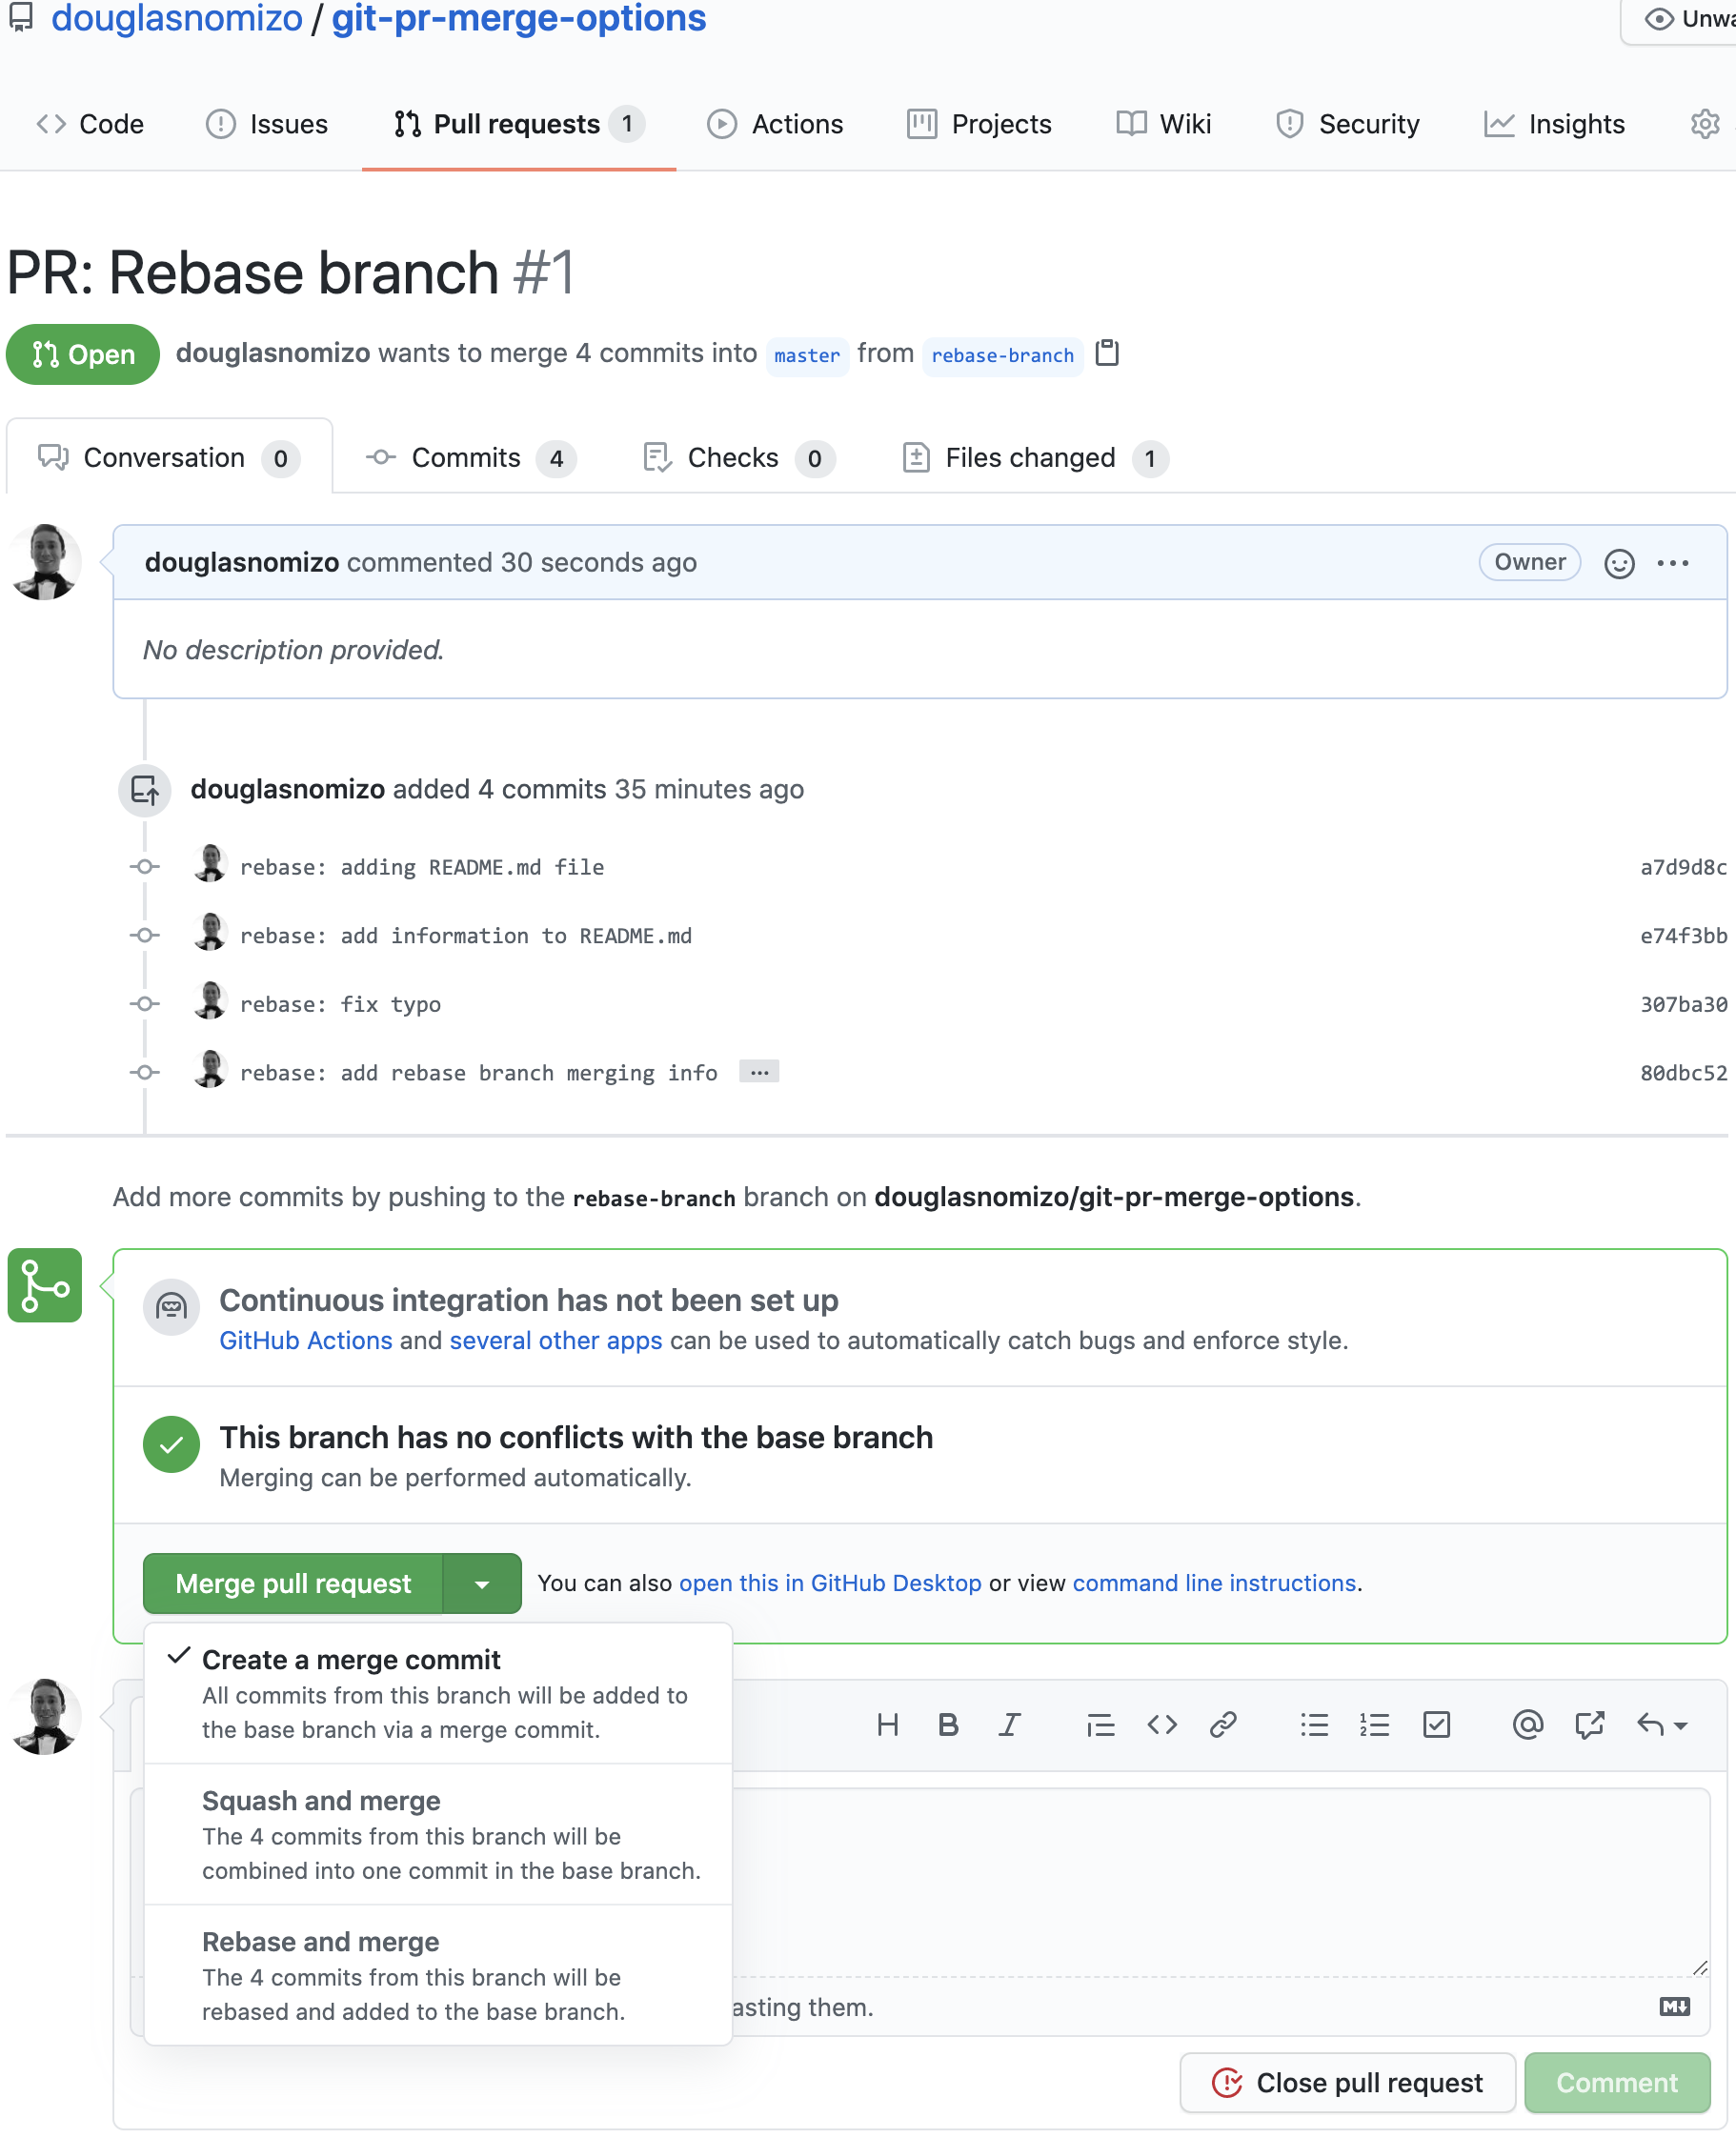 douglasnomizo / git-pr-merge-options
Code Issues Pull requests 1 Actions Projects Wiki Security Insights
PR: Rebase branch #1
Open douglasnomizo wants to merge 4 commits into master from rebase-branch
Conversation 0 Commits 4 Checks 0 Files changed 1
douglasnomizo commented 30 seconds ago Owner
No description provided.
douglasnomizo added 4 commits 35 minutes ago
rebase: adding README.md file a7d9d8c
rebase: add information to README.md e74f3bb
rebase: fix typo 307ba30
rebase: add rebase branch merging info … 80dbc52
Add more commits by pushing to the rebase-branch branch on douglasnomizo/git-pr-merge-options.
Continuous integration has not been set up
GitHub Actions and several other apps can be used to automatically catch bugs and enforce style.
This branch has no conflicts with the base branch
Merging can be performed automatically.
Merge pull request You can also open this in GitHub Desktop or view command line instructions.
Create a merge commit
All commits from this branch will be added to
the base branch via a merge commit.
Squash and merge
The 4 commits from this branch will be
combined into one commit in the base branch.
Rebase and merge
The 4 commits from this branch will be
rebased and added to the base branch.
asting them.
Close pull request Comment